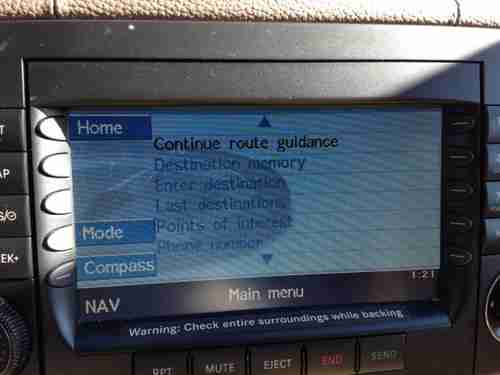 Home
Continue route guidance
Destination memory
Enter destination
Last destinations
Points of interest
Phone number
Mode
Compass
1:21
NAV
Main menu
Warning: Check entire surroundings while backing
RPT
MUTE
EJECT
END
SEND